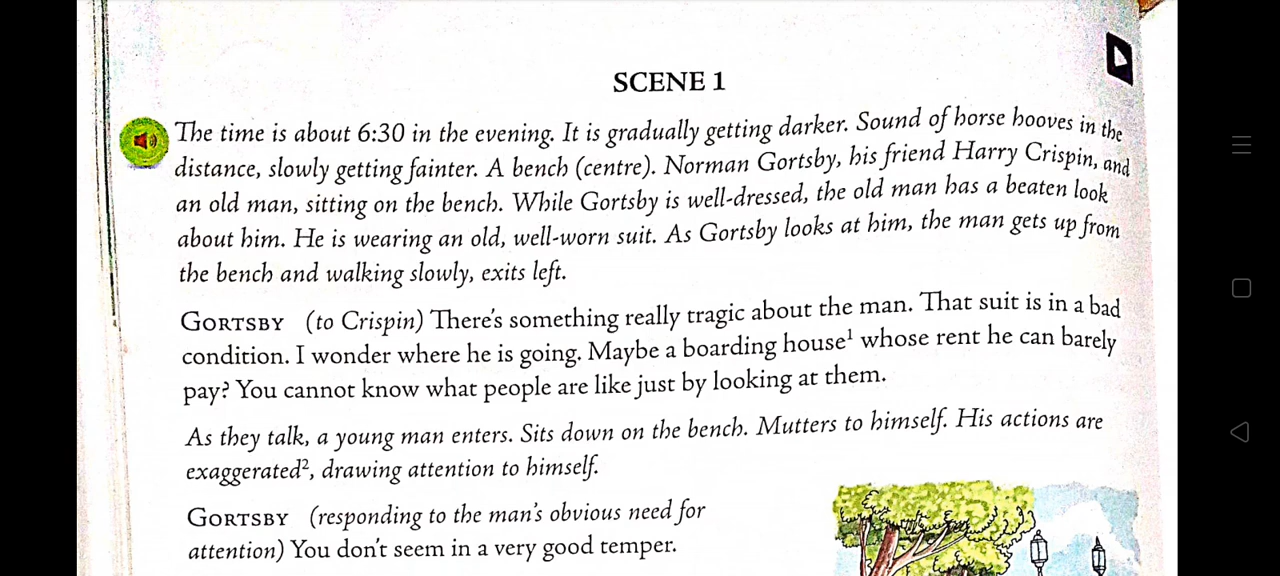 SCENE 1
The time is about 6:30 in the evening. It is gradually getting darker. Sound of horse hooves in the
distance, slowly getting fainter. A bench (centre). Norman Gortsby, his friend Harry Crispin, and
an old man, sitting on the bench. While Gortsby is well-dressed, the old man has a beaten look
about him. He is wearing an old, well-worn suit. As Gortsby looks at him, the man gets up from
the bench and walking slowly, exits left.
GORTSBY (to Crispin) There's something really tragic about the man. That suit is in a bad
condition. I wonder where he is going. Maybe a boarding house¹ whose rent he can barely
pay? You cannot know what people are like just by looking at them.
As they talk, a young man enters. Sits down on the bench. Mutters to himself. His actions are
exaggerated², drawing attention to himself.
GORTSBY (responding to the man's obvious need for
attention) You don't seem in a very good temper.